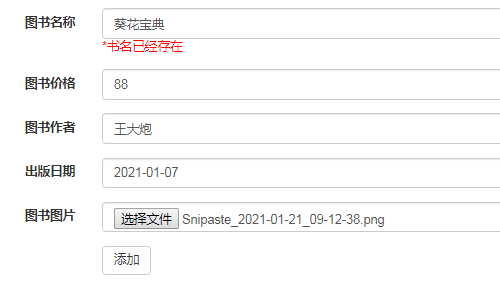 图书名称 葵花宝典
*书名已经存在
图书价格 88
图书作者 王大炮
出版日期 2021-01-07
图书图片 选择文件 Snipaste_2021-01-21_09-12-38.png
添加